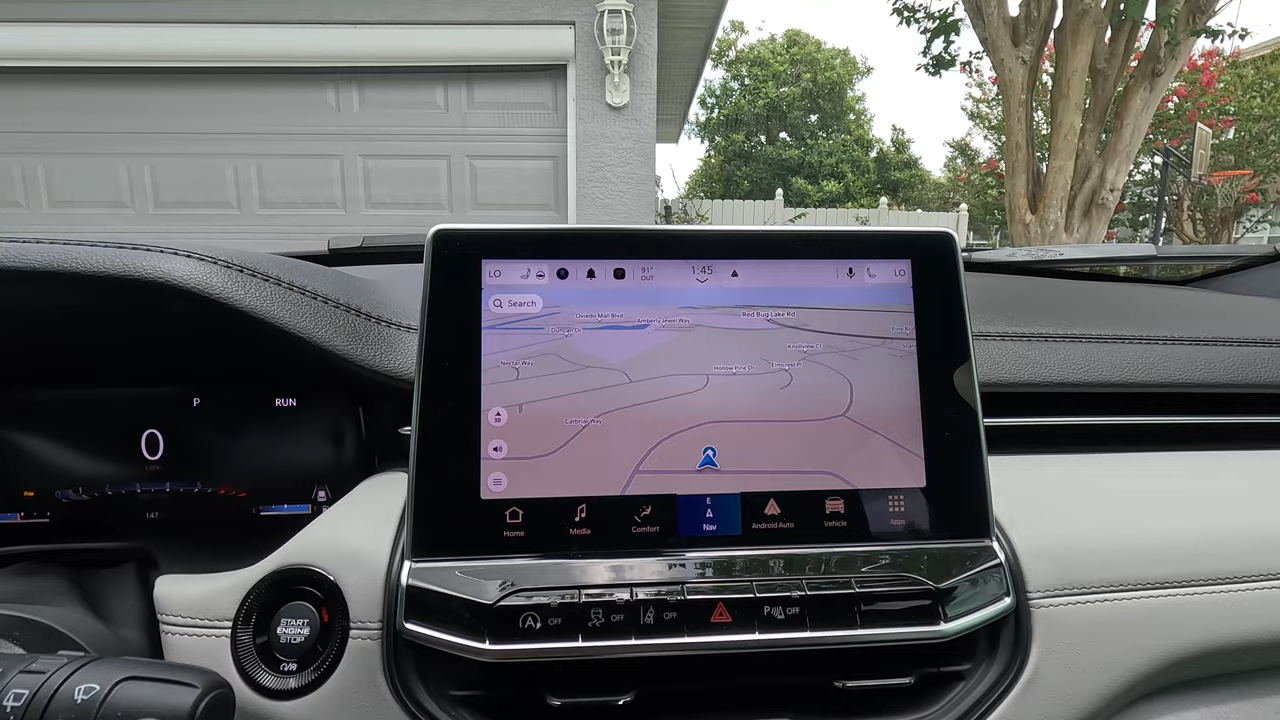 LO
91°
OUT
1:45
LO
Search
Oviedo Mall Blvd
Amberly Jewel Way
Red Bug Lake Rd
Duncan Dr
Knollview Ct
Nectar Way
Hollow Pine Dr
Elmcrest Pl
3D
Catbriar Way
P
RUN
0
147
E
Home
Media
Comfort
Nav
Android Auto
Vehicle
Apps
START
ENGINE
STOP
A OFF
OFF
OFF
P OFF